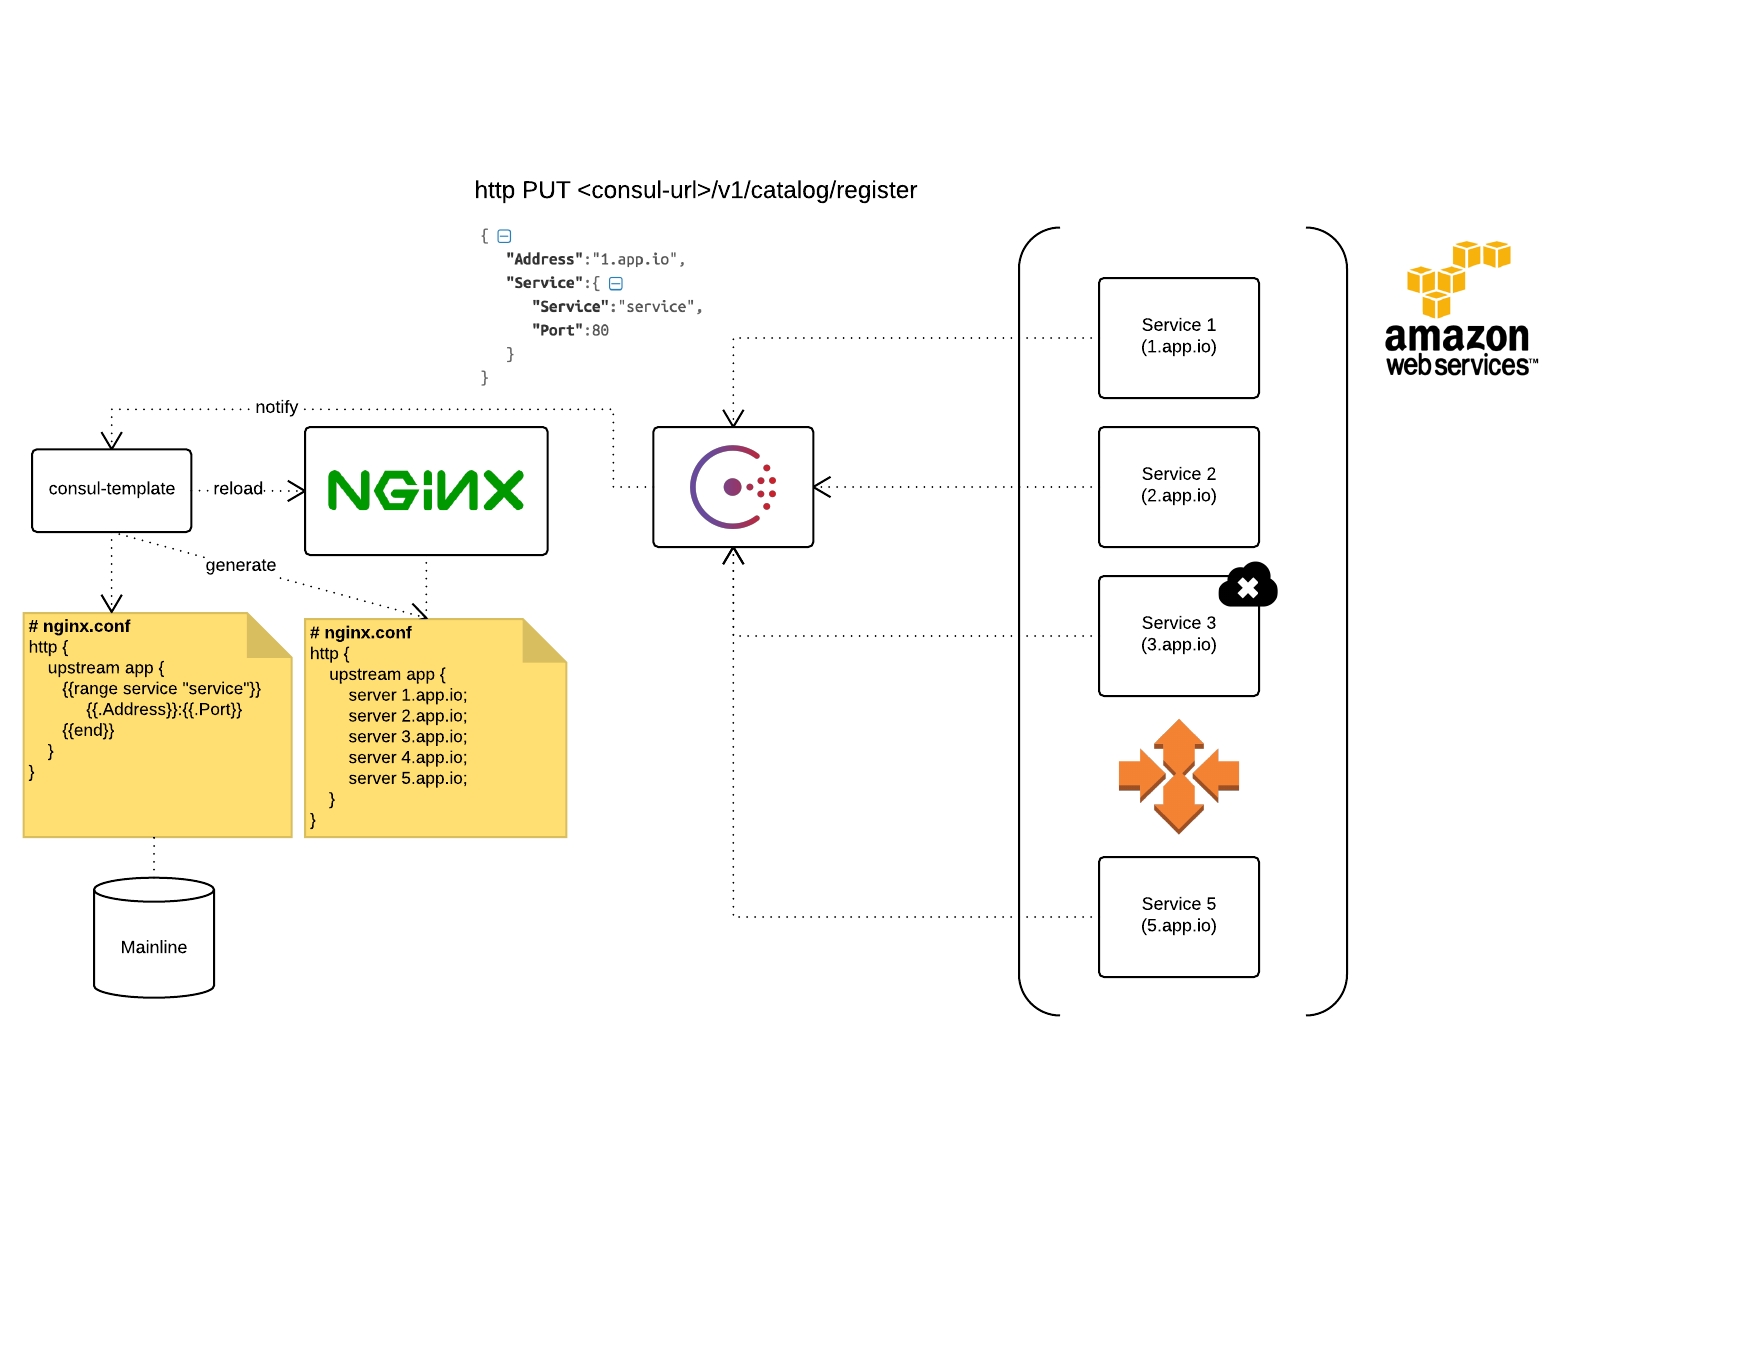 http PUT <consul-url>/v1/catalog/register
{
"Address":"1.app.io",
"Service":{
"Service":"service",
"Port":80
}
}
notify
consul-template
reload
NGINX
generate
# nginx.conf
http {
upstream app {
{{range service "service"}}
{{.Address}}:{{.Port}}
{{end}}
}
}
# nginx.conf
http {
upstream app {
server 1.app.io;
server 2.app.io;
server 3.app.io;
server 4.app.io;
server 5.app.io;
}
}
Mainline
Service 1
(1.app.io)
Service 2
(2.app.io)
Service 3
(3.app.io)
Service 5
(5.app.io)
amazon
web services™